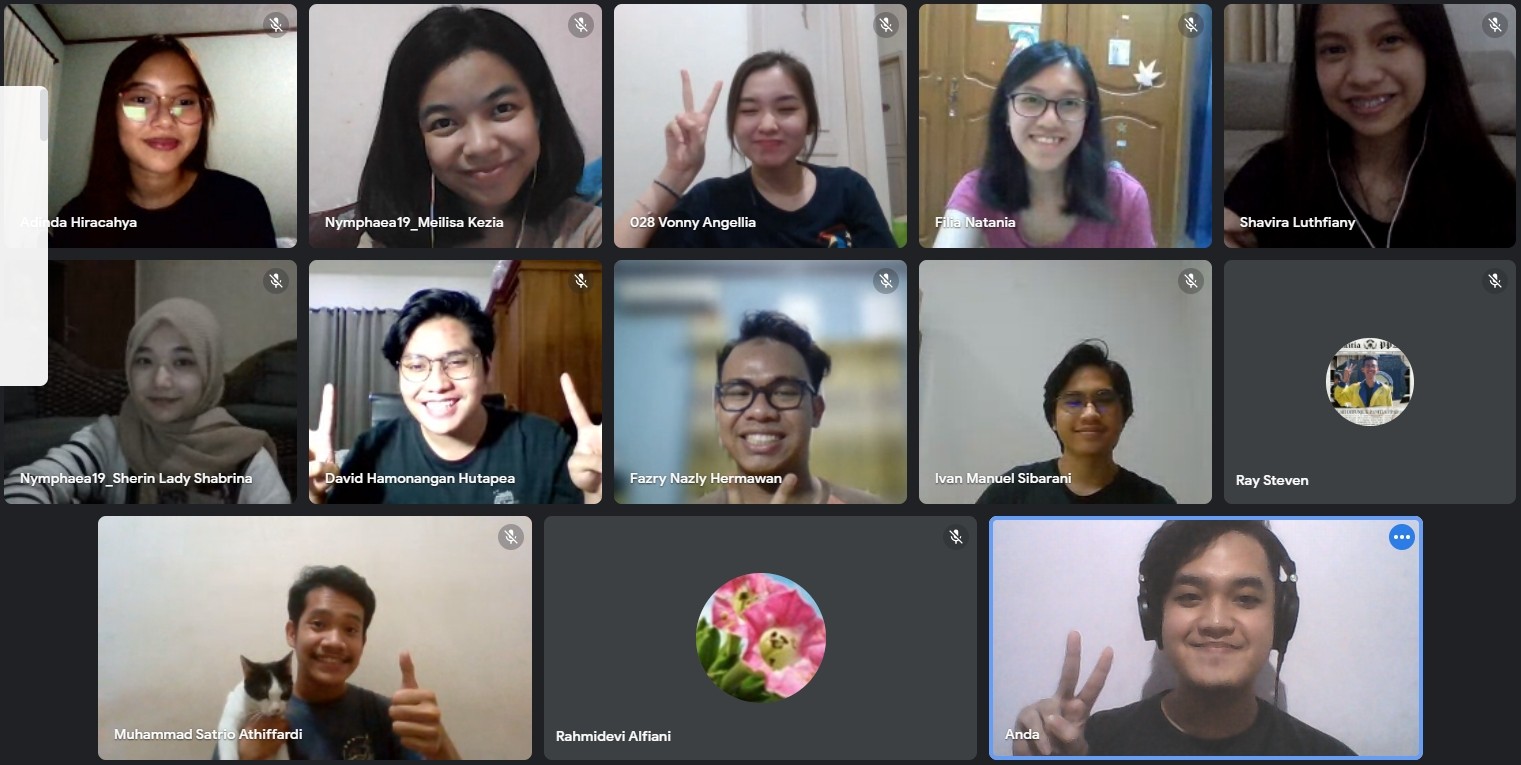 Adinda Hiracahya
Nymphaea19_Meilisa Kezia
028 Vonny Angellia
Filia Natania
Shavira Luthfiany
Nymphaea19_Sherin Lady Shabrina
David Hamonangan Hutapea
Fazry Nazly Hermawan
Ivan Manuel Sibarani
Ray Steven
Muhammad Satrio Athiffardi
Rahmidevi Alfiani
Anda